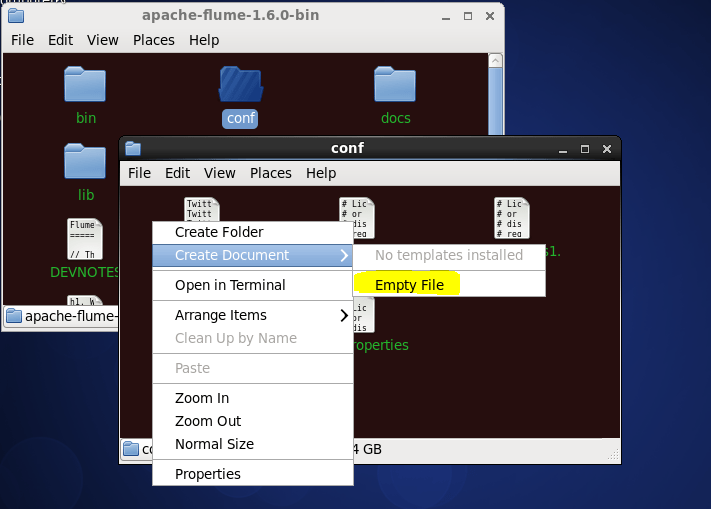 apache-flume-1.6.0-bin
File Edit View Places Help
bin
conf
docs
lib
Flume
=====
// Th
DEVNOTES
h1. W
apache-flume-
conf
File Edit View Places Help
Twitt
Twitt
# Lic
# or
# dis
# reg
# Lic
# or
# dis
# reg
s1.
Lic
or
dis
roperties
4 GB
Create Folder
Create Document
Open in Terminal
Arrange Items
Clean Up by Name
Paste
Zoom In
Zoom Out
Normal Size
Properties
No templates installed
Empty File